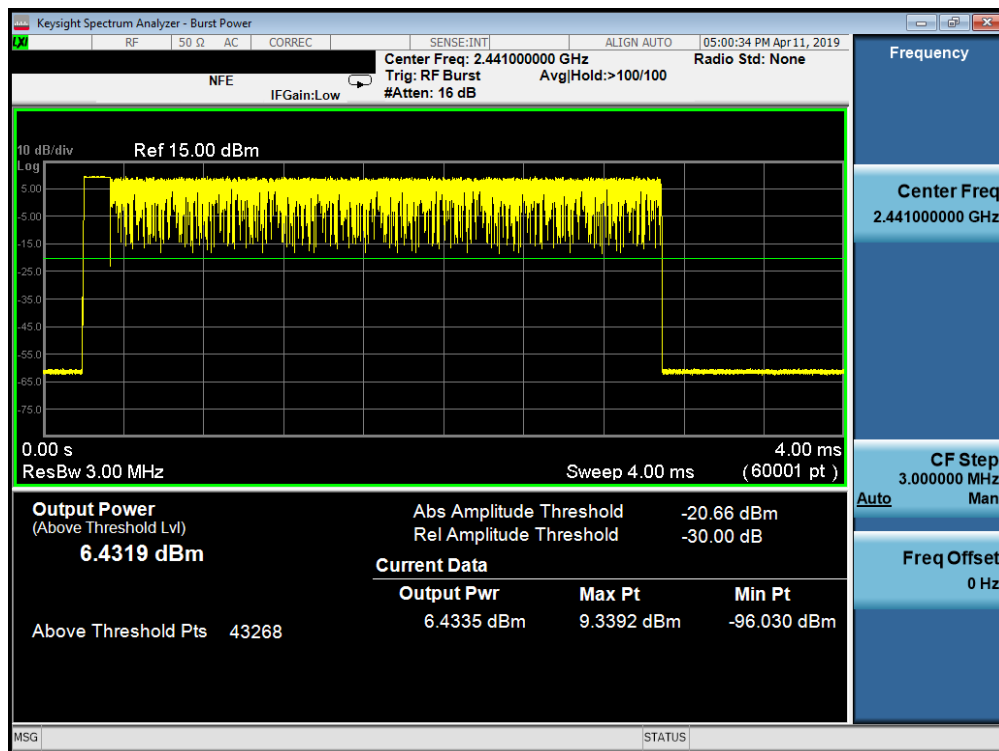 Keysight Spectrum Analyzer - Burst Power
LXI RF 50 Ω AC CORREC SENSE:INT ALIGN AUTO 05:00:34 PM Apr 11, 2019
Center Freq: 2.441000000 GHz Radio Std: None
NFE Trig: RF Burst Avg|Hold:>100/100
IFGain:Low #Atten: 16 dB
10 dB/div Ref 15.00 dBm
Log
5.00
-5.00
-15.0
-25.0
-35.0
-45.0
-55.0
-65.0
-75.0
0.00 s 4.00 ms
ResBw 3.00 MHz Sweep 4.00 ms (60001 pt)
Output Power
(Above Threshold Lvl)
6.4319 dBm
Above Threshold Pts 43268
Abs Amplitude Threshold -20.66 dBm
Rel Amplitude Threshold -30.00 dB
Current Data
Output Pwr Max Pt Min Pt
6.4335 dBm 9.3392 dBm -96.030 dBm
Frequency
Center Freq
2.441000000 GHz
CF Step
3.000000 MHz
Auto Man
Freq Offset
0 Hz
MSG STATUS